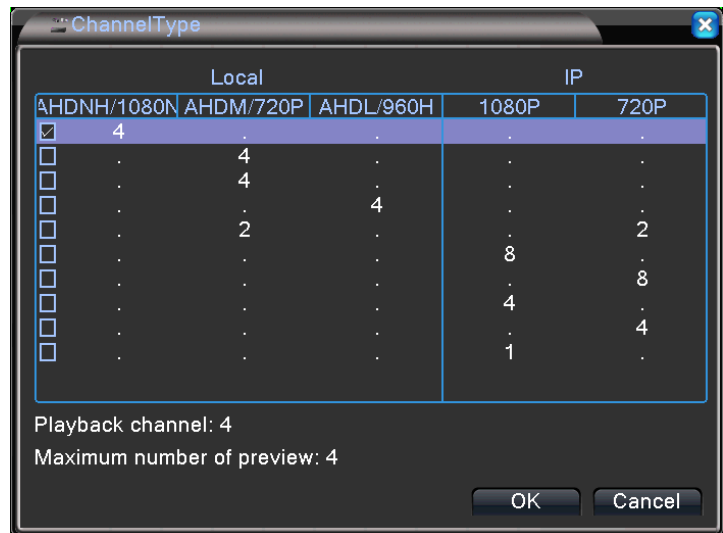 ChannelType
Local IP
AHDNH/1080N AHDM/720P AHDL/960H 1080P 720P
4 . . . .
. 4 . . .
. 4 . . .
. . 4 . .
. 2 . . 2
. . . 8 .
. . . . 8
. . . 4 .
. . . . 4
. . . 1 .
Playback channel: 4
Maximum number of preview: 4
OK Cancel